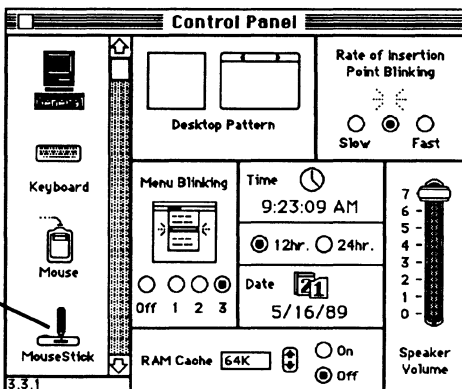 Control Panel
General
Keyboard
Mouse
MouseStick
3.3.1
Desktop Pattern
Rate of Insertion
Point Blinking
Slow Fast
Menu Blinking
Off 1 2 3
Time
9:23:09 AM
12hr. 24hr.
Date
21
5/16/89
7
6
5
4
3
2
1
0
Speaker
Volume
RAM Cache 64K
On
Off